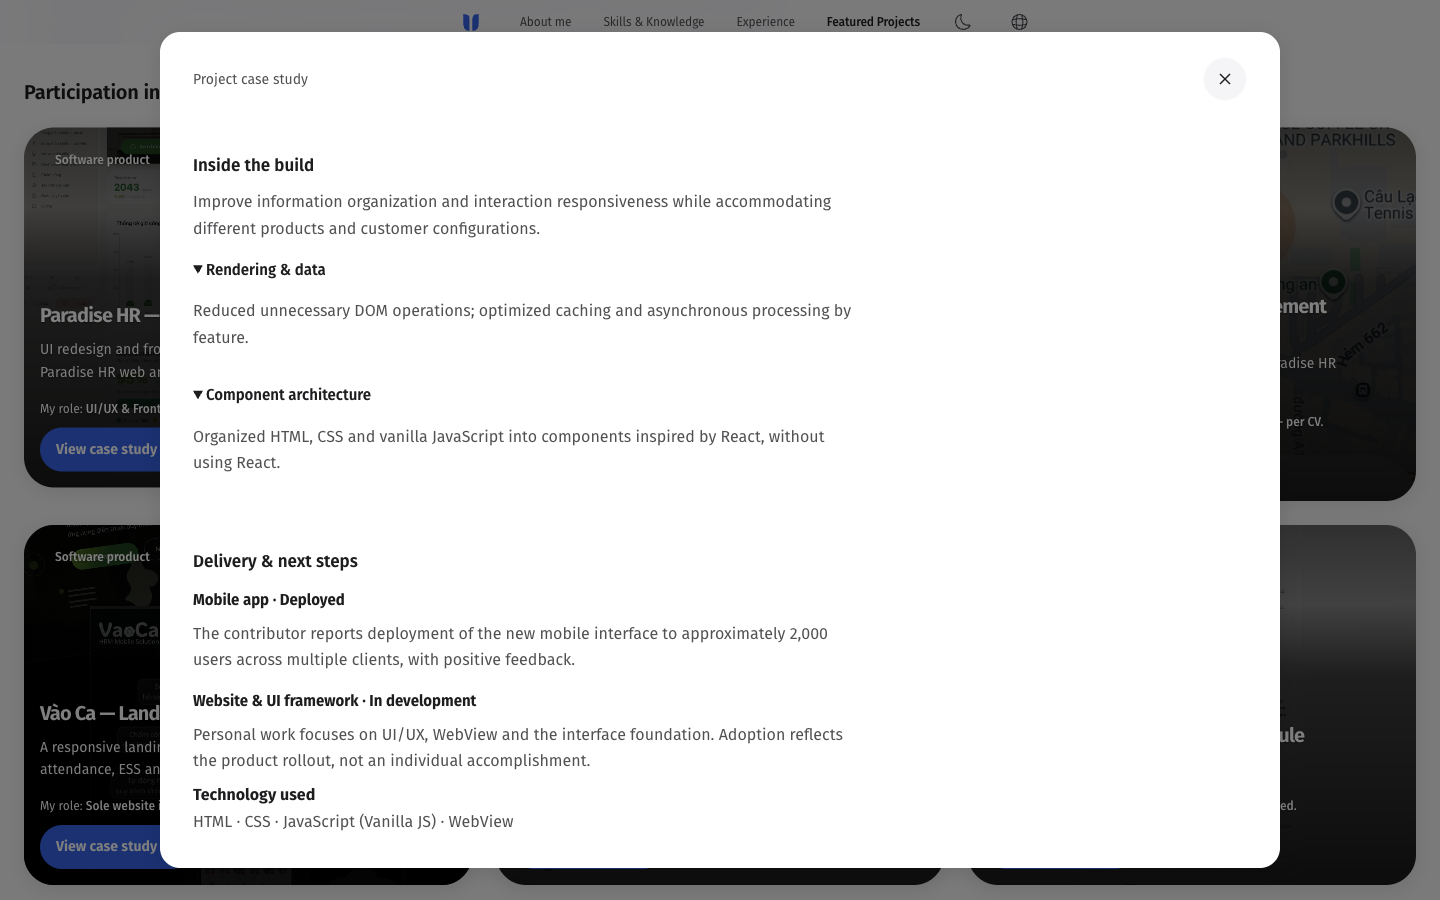 About me
Skills & Knowledge
Experience
Featured Projects
Participation in
Project case study
Inside the build
Improve information organization and interaction responsiveness while accommodating
different products and customer configurations.
▼ Rendering & data
Reduced unnecessary DOM operations; optimized caching and asynchronous processing by
feature.
▼ Component architecture
Organized HTML, CSS and vanilla JavaScript into components inspired by React, without
using React.
Delivery & next steps
Mobile app · Deployed
The contributor reports deployment of the new mobile interface to approximately 2,000
users across multiple clients, with positive feedback.
Website & UI framework · In development
Personal work focuses on UI/UX, WebView and the interface foundation. Adoption reflects
the product rollout, not an individual accomplishment.
Technology used
HTML · CSS · JavaScript (Vanilla JS) · WebView
Software product
2043
Paradise HR —
UI redesign and fro
Paradise HR web a
My role: UI/UX & Front
View case study
AND PARKHILLS
Câu Lạ
Tennis
ng an
ement
Hẻm 662
adise HR
- per CV.
Software product
VaoCa
Vào Ca — Land
A responsive landi
attendance, ESS an
My role: Sole website i
View case study
ule
ed.